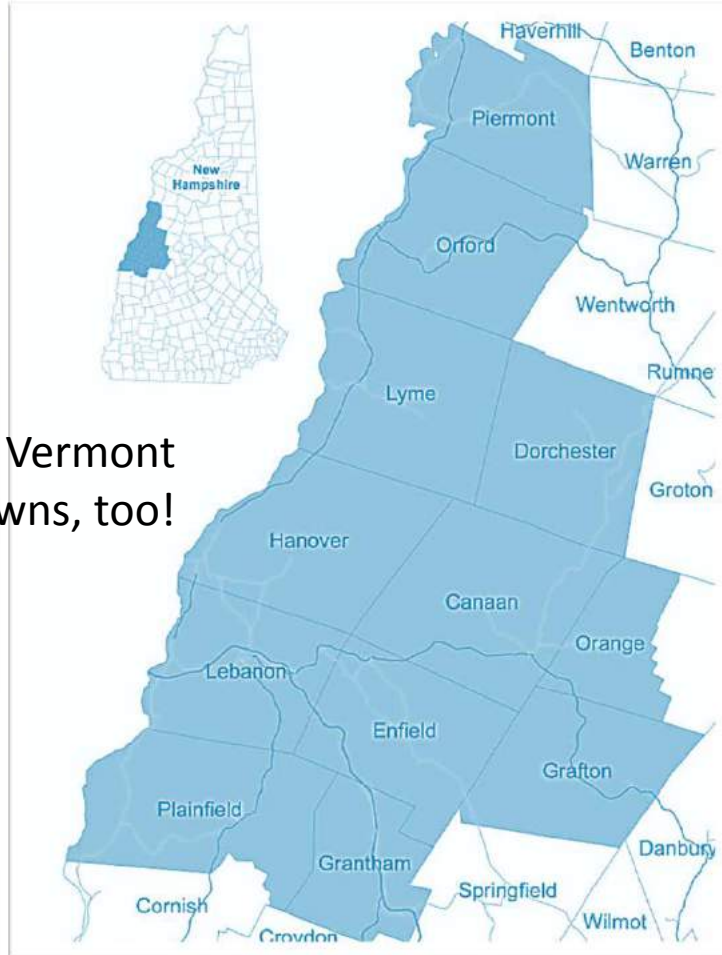 Haverhill
Benton
Piermont
New
Hampshire
Warren
Orford
Wentworth
Rumne
Lyme
Dorchester
Vermont
wns, too!
Groton
Hanover
Canaan
Orange
Lebanon
Enfield
Grafton
Plainfield
Danbury
Grantham
Springfield
Cornish
Wilmot
Croydon